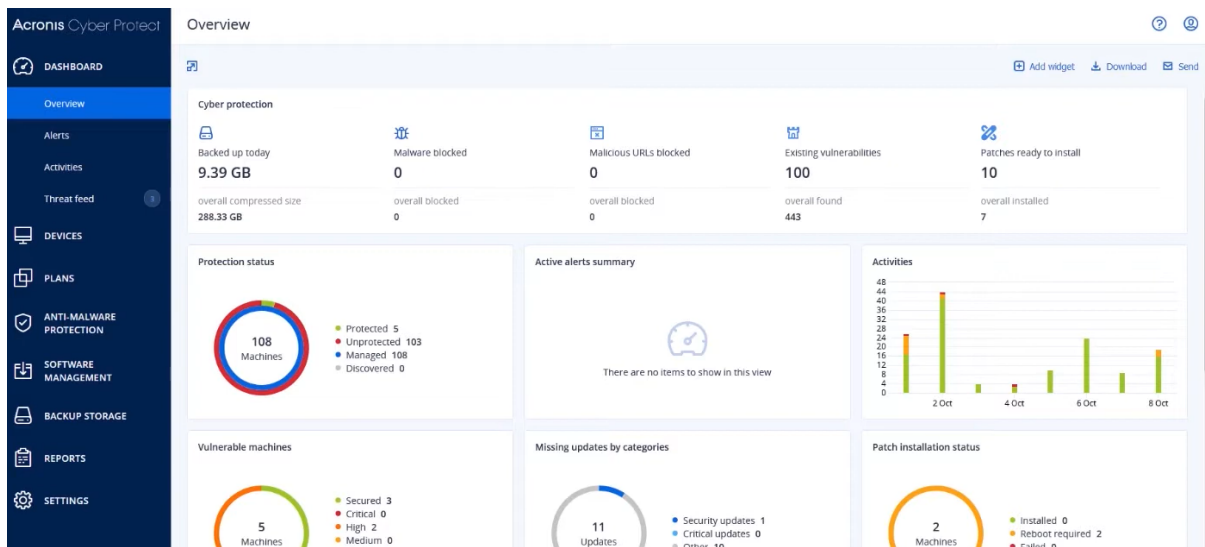 Acronis Cyber Protect
Overview
DASHBOARD
Overview
Alerts
Activities
Threat feed
3
DEVICES
PLANS
ANTI-MALWARE
PROTECTION
SOFTWARE
MANAGEMENT
BACKUP STORAGE
REPORTS
SETTINGS
Add widget Download Send
Cyber protection
Backed up today
9.39 GB
overall compressed size
288.33 GB
Malware blocked
0
overall blocked
0
Malicious URLs blocked
0
overall blocked
0
Existing vulnerabilities
100
overall found
443
Patches ready to install
10
overall installed
7
Protection status
108
Machines
Protected 5
Unprotected 103
Managed 108
Discovered 0
Active alerts summary
There are no items to show in this view
Activities
48
44
40
36
32
28
24
20
16
12
8
4
0
2 Oct 4 Oct 6 Oct 8 Oct
Vulnerable machines
5
Machines
Secured 3
Critical 0
High 2
Medium 0
Missing updates by categories
11
Updates
Security updates 1
Critical updates 0
Other 10
Patch installation status
2
Machines
Installed 0
Reboot required 2
Failed 0